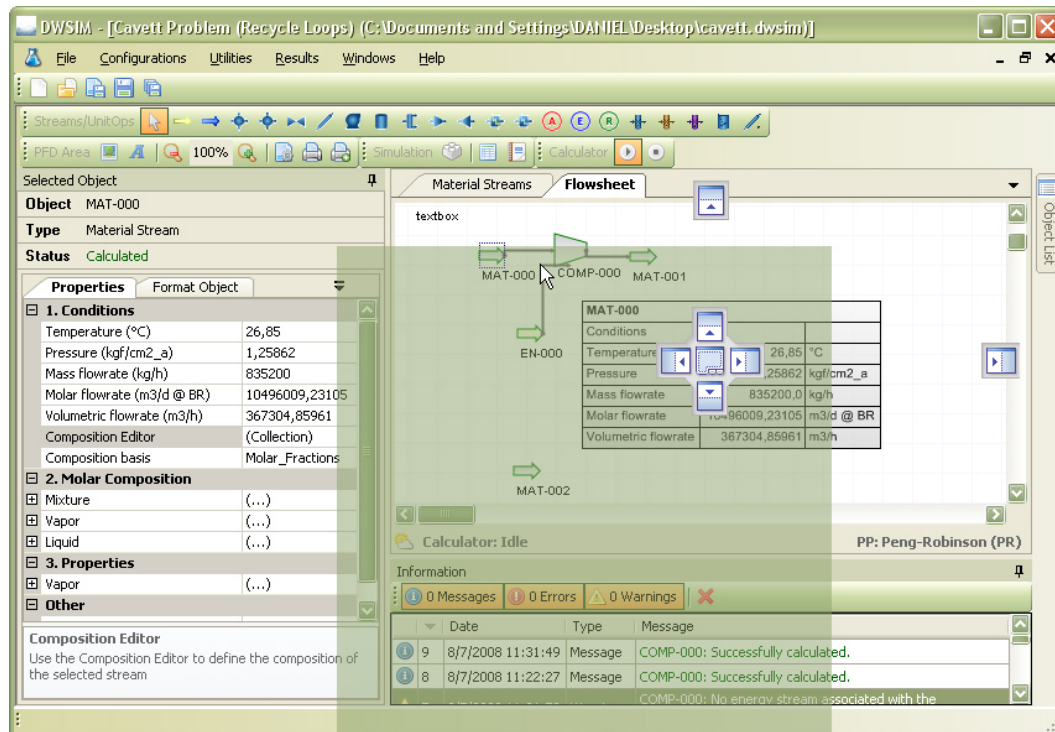 DWSIM - [Cavett Problem (Recycle Loops) (C:\Documents and Settings\DANIEL\Desktop\cavett.dwsim)]
File Configurations Utilities Results Windows Help
Streams/UnitOps A E R
PFD Area A 100% Simulation Calculator
Selected Object
Object MAT-000
Type Material Stream
Status Calculated
Properties Format Object
1. Conditions
Temperature (°C) 26,85
Pressure (kgf/cm2_a) 1,25862
Mass flowrate (kg/h) 835200
Molar flowrate (m3/d @ BR) 10496009,23105
Volumetric flowrate (m3/h) 367304,85961
Composition Editor (Collection)
Composition basis Molar_Fractions
2. Molar Composition
Mixture (...)
Vapor (...)
Liquid (...)
3. Properties
Vapor (...)
Other
Composition Editor
Use the Composition Editor to define the composition of
the selected stream
Material Streams Flowsheet
textbox
MAT-000 COMP-000 MAT-001
EN-000
MAT-002
MAT-000
Conditions
Temperature 26,85 °C
Pressure ,25862 kgf/cm2_a
Mass flowrate 835200,0 kg/h
Molar flowrate 10496009,23105 m3/d @ BR
Volumetric flowrate 367304,85961 m3/h
Calculator: Idle PP: Peng-Robinson (PR)
Information
0 Messages 0 Errors 0 Warnings
Date Type Message
9 8/7/2008 11:31:49 Message COMP-000: Successfully calculated.
8 8/7/2008 11:22:27 Message COMP-000: Successfully calculated.
COMP-000: No energy stream associated with the
Object List